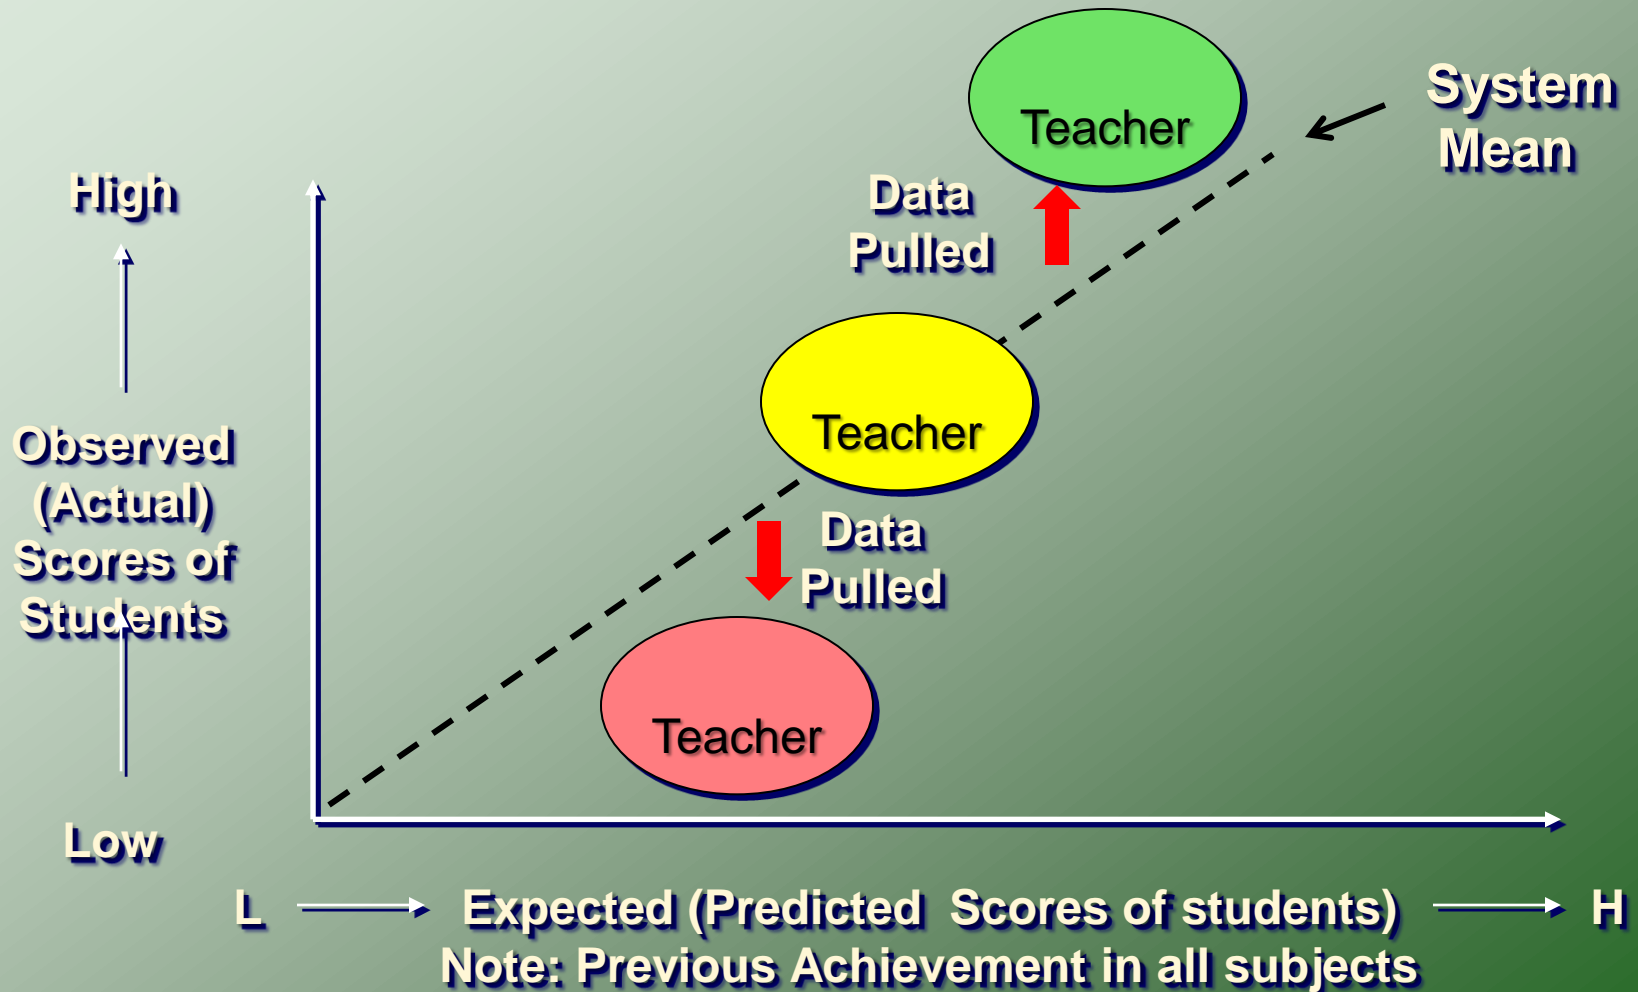 Teacher
System
Mean
High
Data
Pulled
Teacher
Observed
(Actual)
Scores of
Students
Data
Pulled
Teacher
Low
L
Expected (Predicted Scores of students)
H
Note: Previous Achievement in all subjects